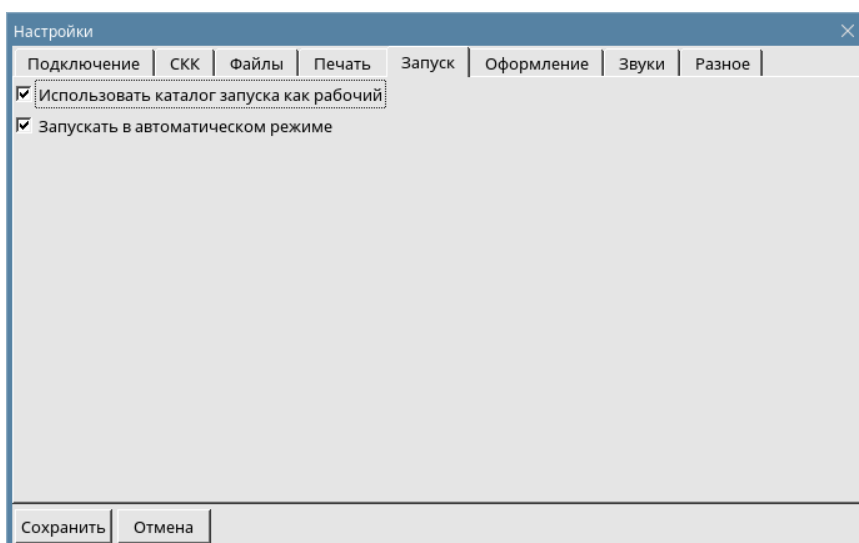 Настройки
Подключение СКК Файлы Печать Запуск Оформление Звуки Разное
Использовать каталог запуска как рабочий
Запускать в автоматическом режиме
Сохранить Отмена